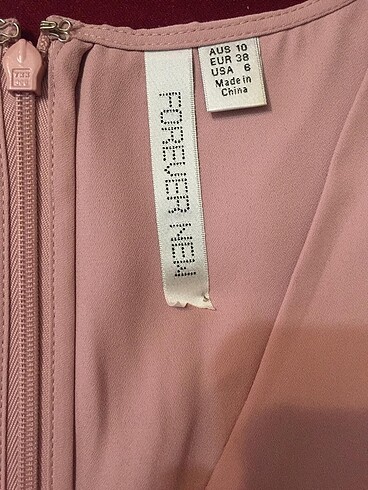 AUS 10
EUR 38
USA 6
Made in
China
FOREVER NEW